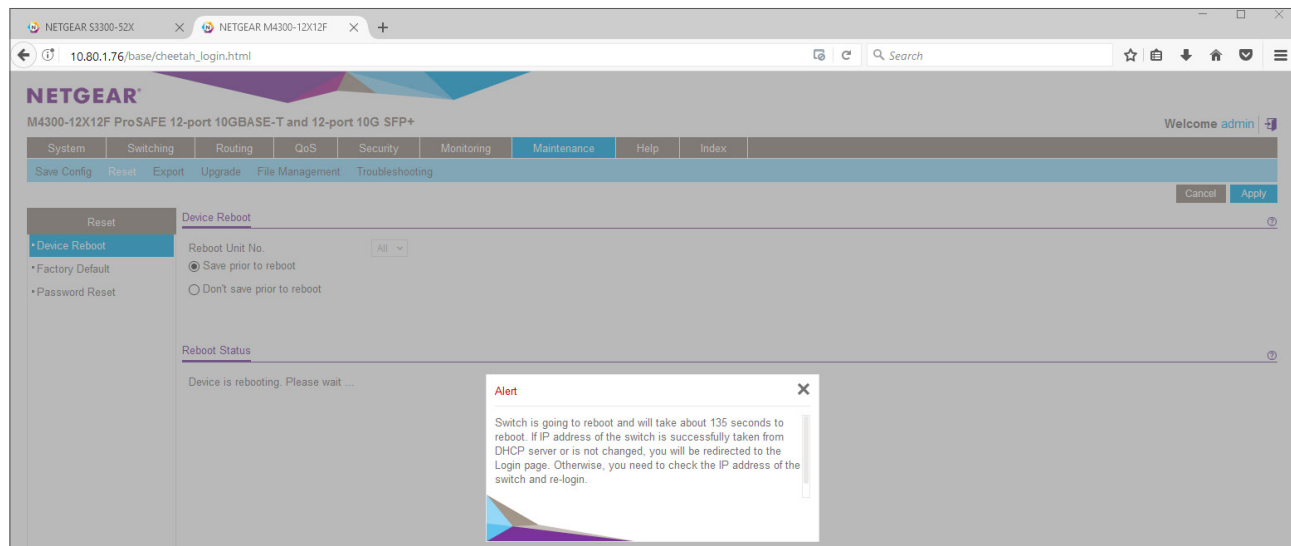 NETGEAR S3300-52X
NETGEAR M4300-12X12F
10.80.1.76/base/cheetah_login.html
Search
NETGEAR®
M4300-12X12F ProSAFE 12-port 10GBASE-T and 12-port 10G SFP+
Welcome admin
System Switching Routing QoS Security Monitoring Maintenance Help Index
Save Config Reset Export Upgrade File Management Troubleshooting
Cancel Apply
Reset
Device Reboot
Factory Default
Password Reset
Device Reboot
Reboot Unit No. All
Save prior to reboot
Don't save prior to reboot
Reboot Status
Device is rebooting. Please wait ...
Alert
Switch is going to reboot and will take about 135 seconds to
reboot. If IP address of the switch is successfully taken from
DHCP server or is not changed, you will be redirected to the
Login page. Otherwise, you need to check the IP address of the
switch and re-login.